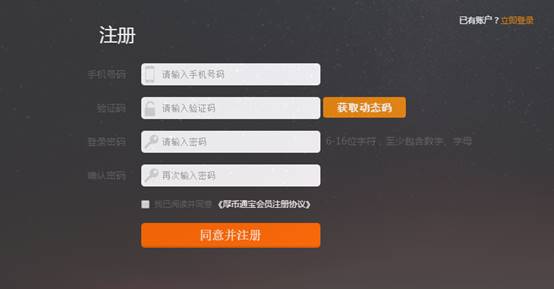 已有账户？立即登录
注册
手机号码 请输入手机号码
验证码 请输入验证码 获取动态码
登录密码 请输入密码 6-16位字符，至少包含数字、字母
确认密码 再次输入密码
我已阅读并同意《厚币通宝会员注册协议》
同意并注册